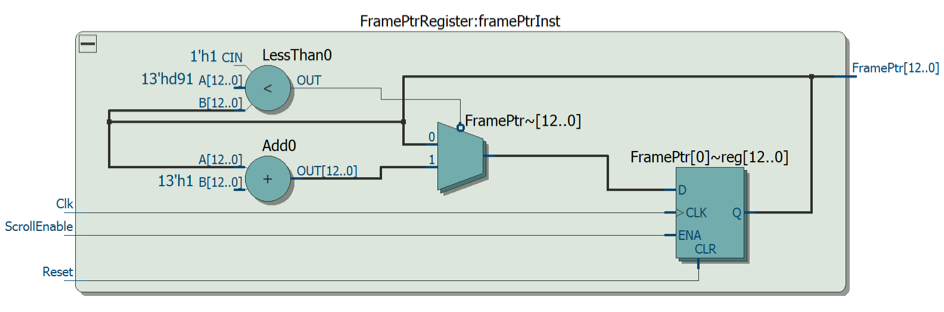 FramePtrRegister:framePtrInst
1'h1 CIN
LessThan0
13'hd91 A[12..0]
<
OUT
B[12..0]
FramePtr[12..0]
FramePtr~[12..0]
0
1
Add0
A[12..0]
+
OUT[12..0]
13'h1 B[12..0]
FramePtr[0]~reg[12..0]
D
Clk
>CLK
Q
ScrollEnable
ENA
CLR
Reset